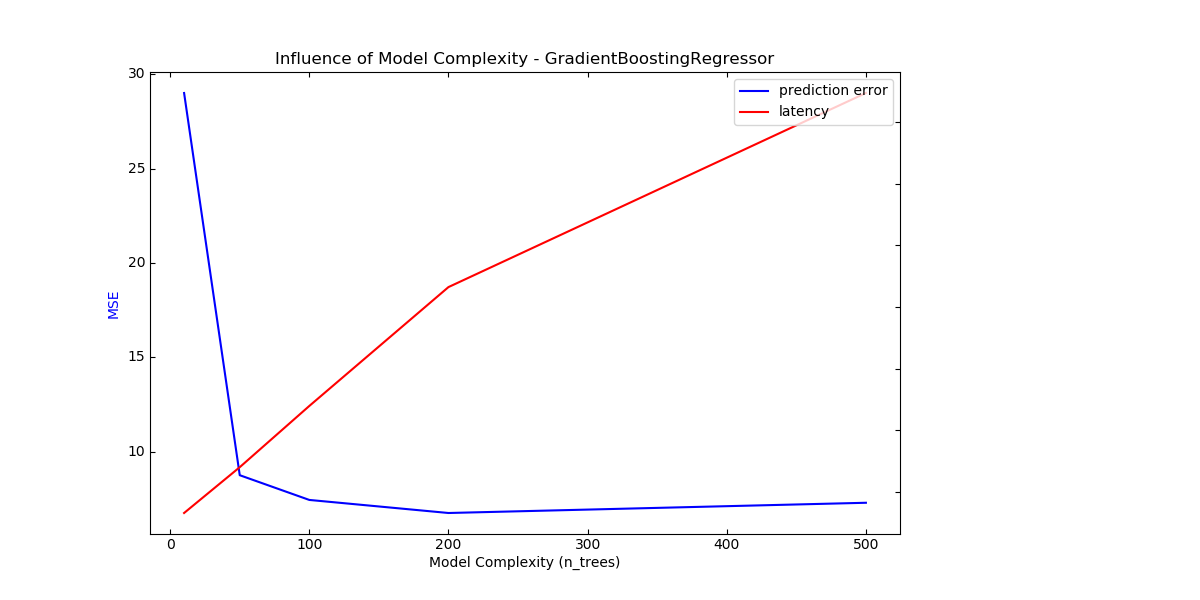 Influence of Model Complexity - GradientBoostingRegressor
prediction error
latency
30
25
20
15
10
MSE
0 100 200 300 400 500
Model Complexity (n_trees)